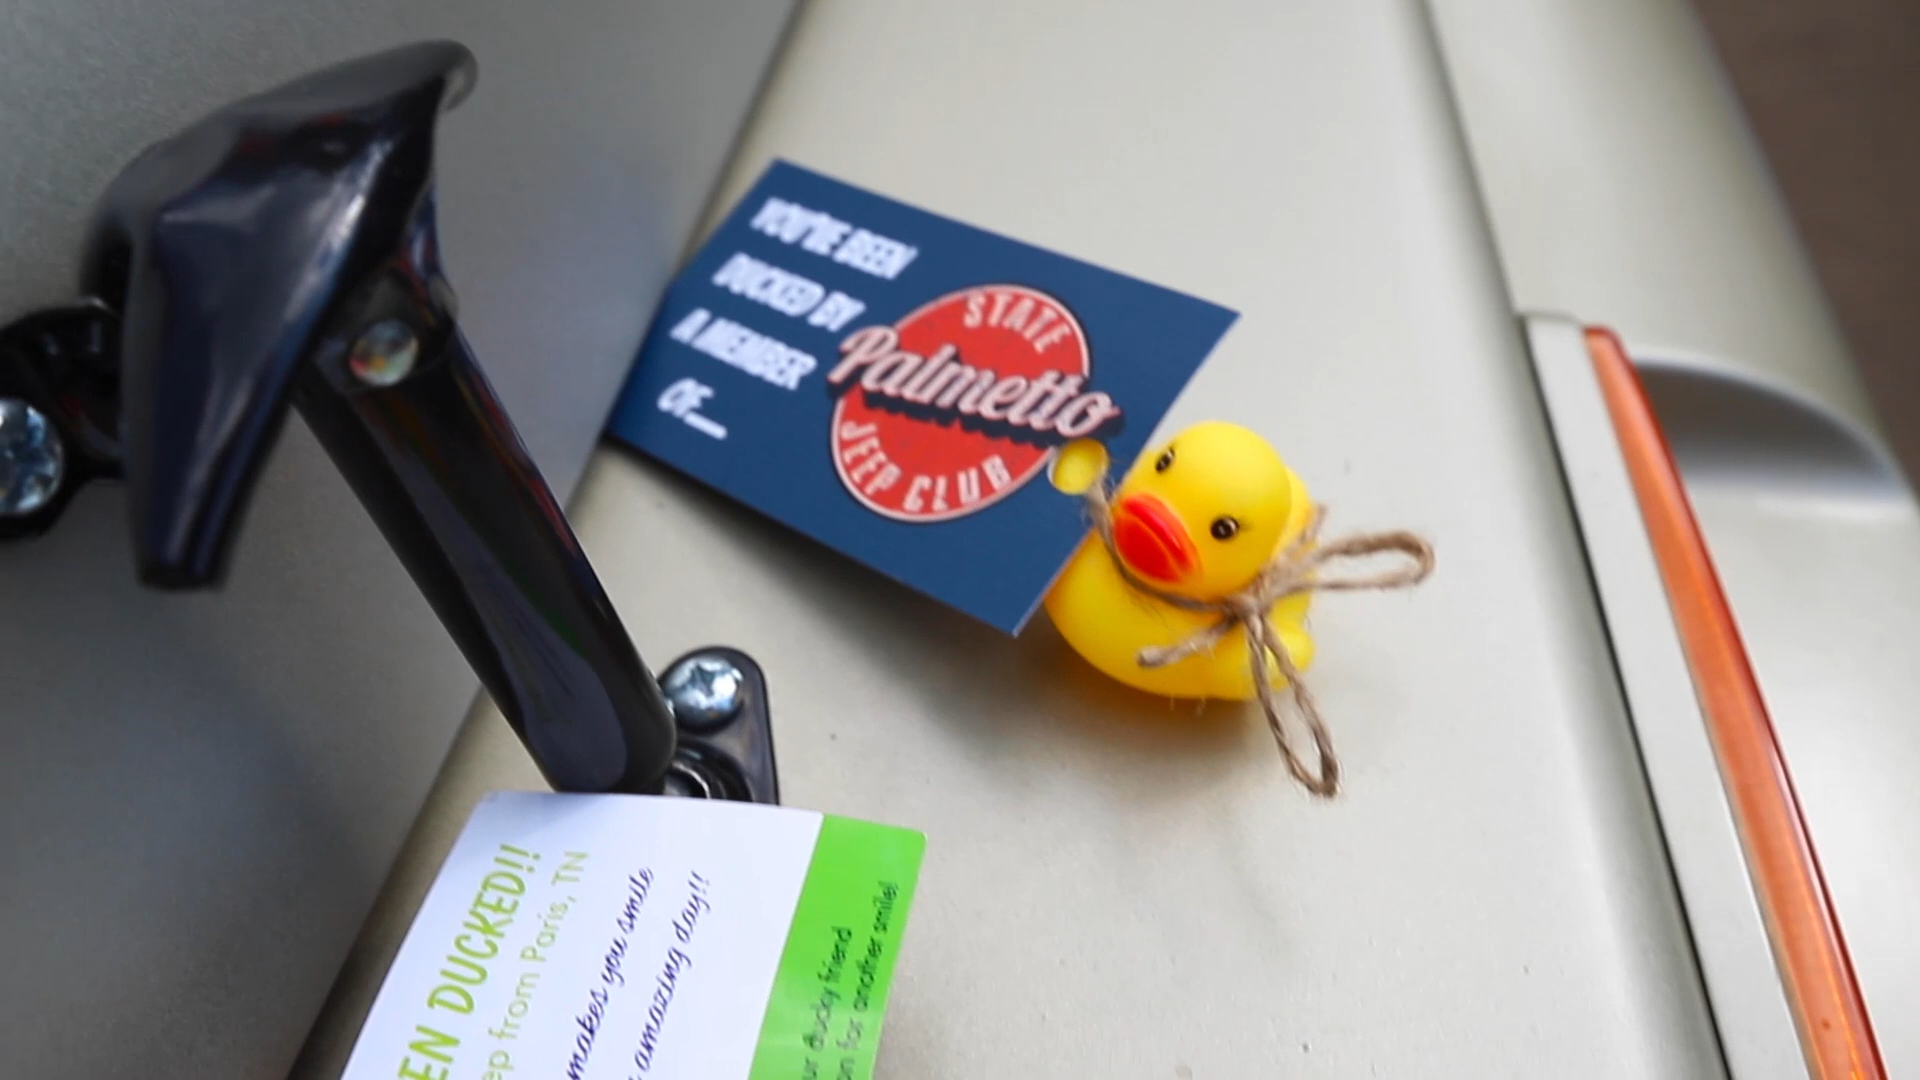 YOU'VE BEEN
DUCKED BY
A MEMBER
OF...
STATE
Palmetto
JEEP CLUB
EN DUCKED!!
ep from Paris, TN
makes you smile
amazing day!!
ur ducky friend
on for another smile!